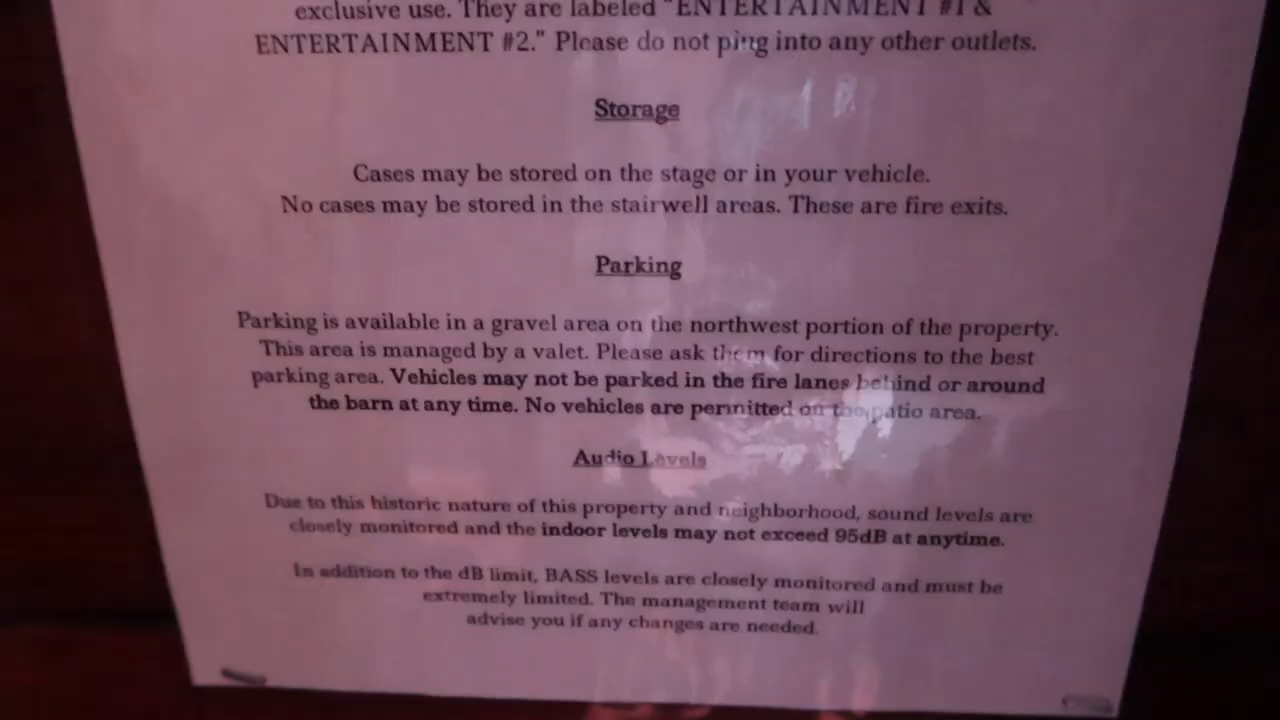 exclusive use. They are labeled "ENTERTAINMENT #1 &
ENTERTAINMENT #2." Please do not plug into any other outlets.
Storage
Cases may be stored on the stage or in your vehicle.
No cases may be stored in the stairwell areas. These are fire exits.
Parking
Parking is available in a gravel area on the northwest portion of the property.
This area is managed by a valet. Please ask them for directions to the best
parking area. Vehicles may not be parked in the fire lanes behind or around
the barn at any time. No vehicles are permitted on the patio area.
Audio Levels
Due to this historic nature of this property and neighborhood, sound levels are
closely monitored and the indoor levels may not exceed 95dB at anytime.
In addition to the dB limit, BASS levels are closely monitored and must be
extremely limited. The management team will
advise you if any changes are needed.